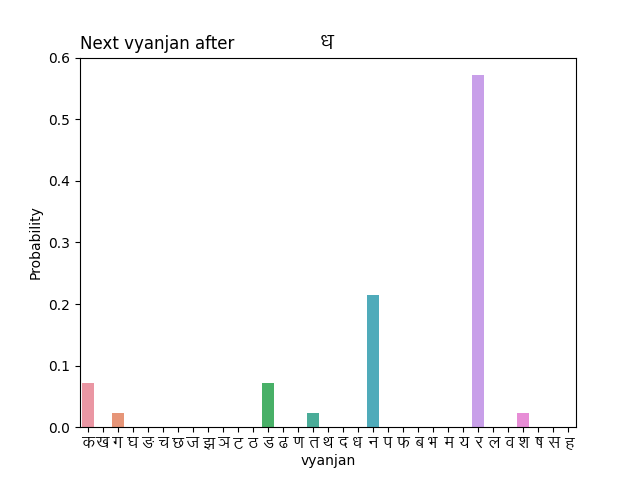 Next vyanjan after ध
0.6
0.5
0.4
0.3
0.2
0.1
0.0
Probability
क ख ग घ ङ च छ ज झ ञ ट ठ ड ढ ण त थ द ध न प फ ब भ म य र ल व श ष स ह
vyanjan